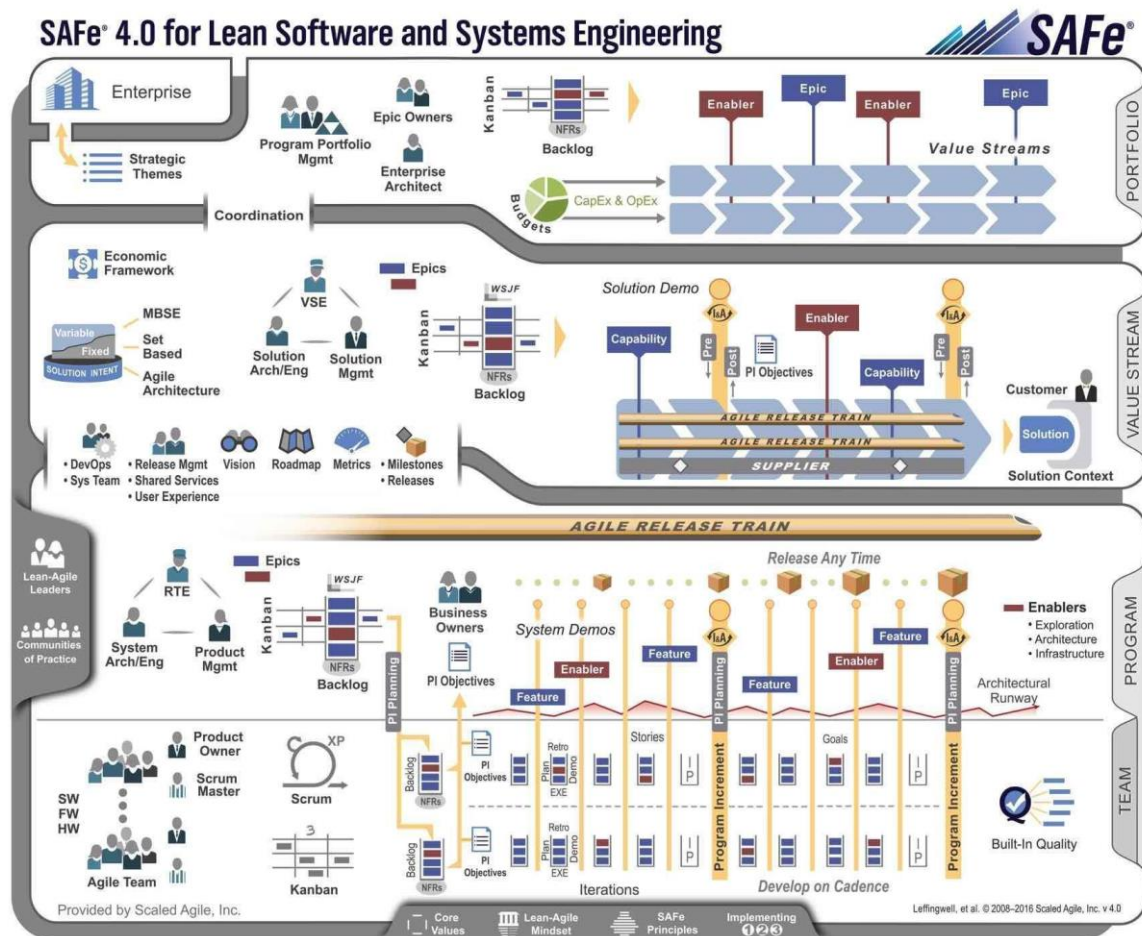 SAFe® 4.0 for Lean Software and Systems Engineering
SAFe®
Enterprise
Strategic
Themes
Program Portfolio
Mgmt
Epic Owners
Enterprise
Architect
Kanban
NFRs
Backlog
Enabler
Epic
Enabler
Epic
Value Streams
Budgets
CapEx & OpEx
PORTFOLIO
Coordination
Economic
Framework
Variable
Fixed
SOLUTION INTENT
MBSE
Set
Based
Agile
Architecture
VSE
Solution
Arch/Eng
Solution
Mgmt
Epics
Kanban
WSJF
NFRs
Backlog
Solution Demo
Capability
I&A
Pre
Post
PI Objectives
Enabler
Capability
I&A
Pre
Post
AGILE RELEASE TRAIN
AGILE RELEASE TRAIN
SUPPLIER
Customer
Solution
Solution Context
VALUE STREAM
• DevOps
• Sys Team
• Release Mgmt
• Shared Services
• User Experience
Vision
Roadmap
Metrics
• Milestones
• Releases
Lean-Agile
Leaders
Communities
of Practice
AGILE RELEASE TRAIN
RTE
System
Arch/Eng
Product
Mgmt
Epics
Kanban
WSJF
NFRs
Backlog
PI Planning
Business
Owners
PI Objectives
Release Any Time
System Demos
Feature
Enabler
Feature
I&A
PI Planning
Feature
Enabler
Feature
I&A
PI Planning
Enablers
• Exploration
• Architecture
• Infrastructure
Architectural
Runway
PROGRAM
SW
FW
HW
Product
Owner
Scrum
Master
Agile Team
XP
Scrum
3
Kanban
Backlog
NFRs
PI
Objectives
Plan
Retro
EXE
Demo
Stories
I P
Program Increment
Goals
I P
Program Increment
Backlog
NFRs
PI
Objectives
Plan
Retro
EXE
Demo
I P
I P
Iterations
Develop on Cadence
Built-In Quality
TEAM
Provided by Scaled Agile, Inc.
Leffingwell, et al. © 2008–2016 Scaled Agile, Inc. v 4.0
Core
Values
Lean-Agile
Mindset
SAFe
Principles
Implementing
123